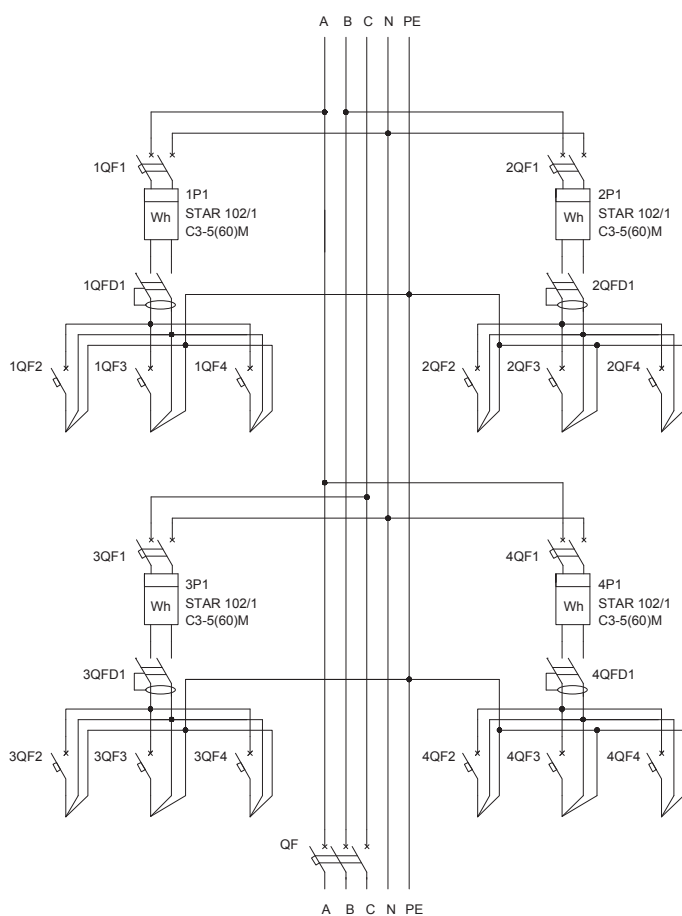 A B C N PE
1QF1
2QF1
1P1
STAR 102/1
C3-5(60)M
Wh
2P1
STAR 102/1
C3-5(60)M
Wh
1QFD1
2QFD1
1QF2
1QF3
1QF4
2QF2
2QF3
2QF4
3QF1
4QF1
3P1
STAR 102/1
C3-5(60)M
Wh
4P1
STAR 102/1
C3-5(60)M
Wh
3QFD1
4QFD1
3QF2
3QF3
3QF4
4QF2
4QF3
4QF4
QF
A B C N PE